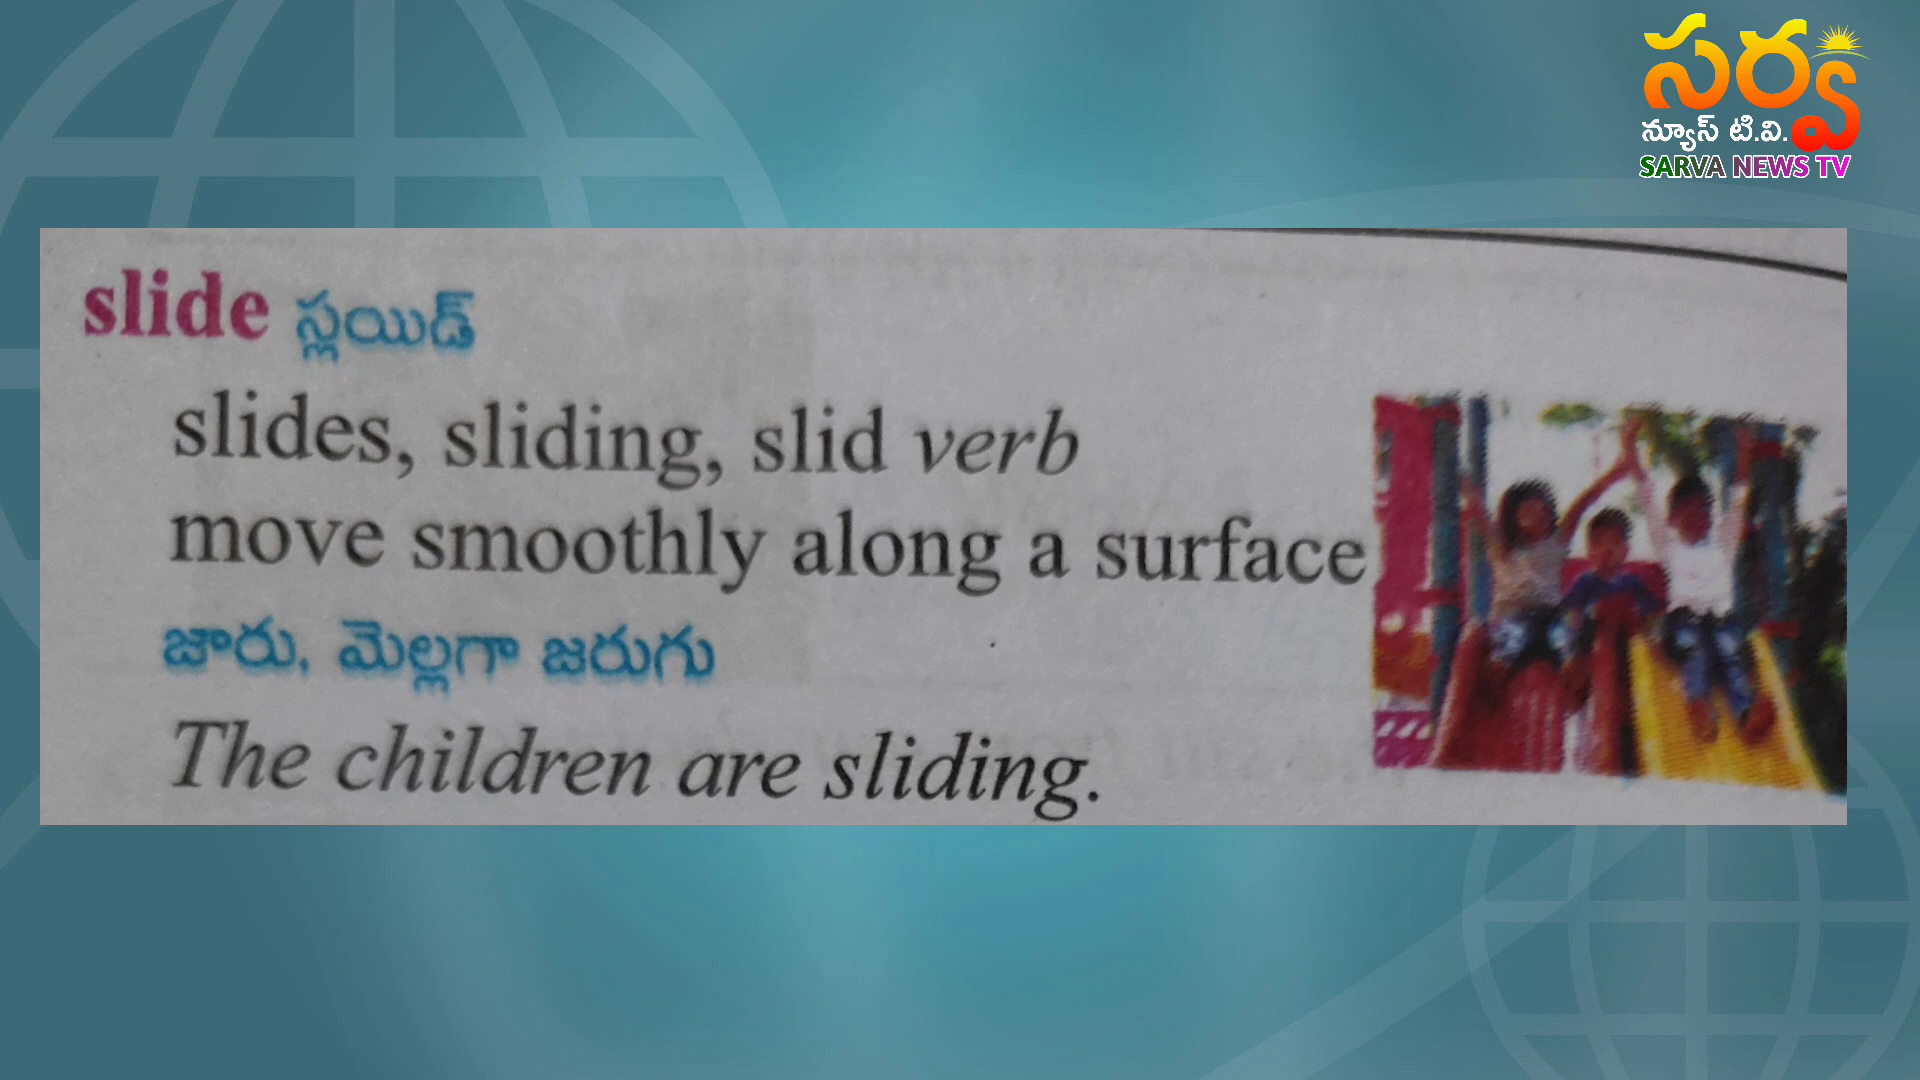 సర్వ
న్యూస్ టి.వి.
SARVA NEWS TV
slide స్లయిడ్
slides, sliding, slid verb
move smoothly along a surface
జారు, మెల్లగా జరుగు
The children are sliding.